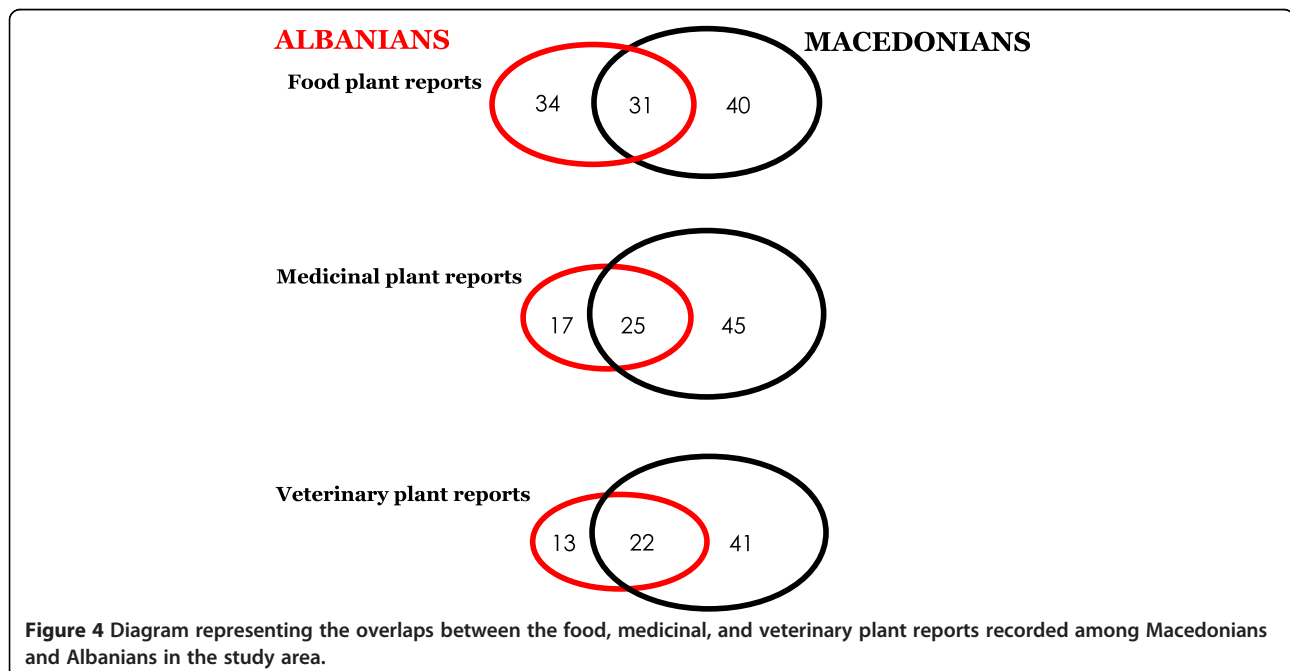 ALBANIANS
MACEDONIANS
Food plant reports
34 31 40
Medicinal plant reports
17 25 45
Veterinary plant reports
13 22 41
Figure 4 Diagram representing the overlaps between the food, medicinal, and veterinary plant reports recorded among Macedonians
and Albanians in the study area.